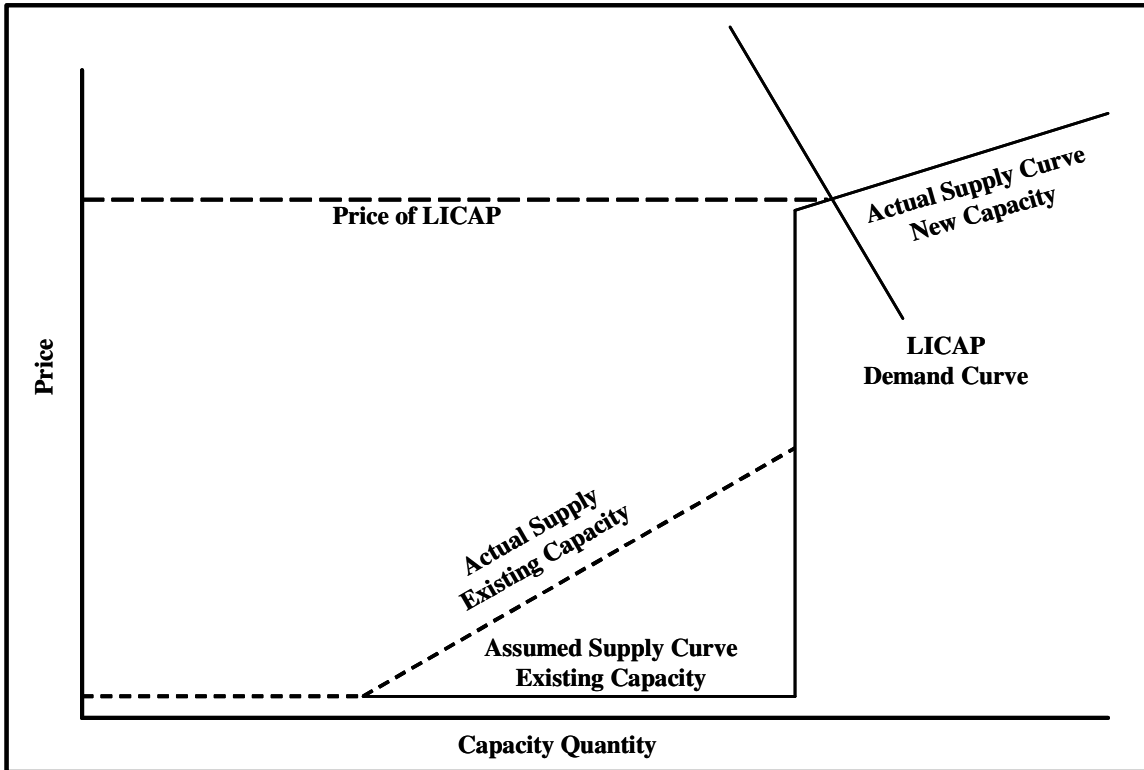 Actual Supply Curve
New Capacity
Price of LICAP
LICAP
Demand Curve
Price
Actual Supply
Existing Capacity
Assumed Supply Curve
Existing Capacity
Capacity Quantity